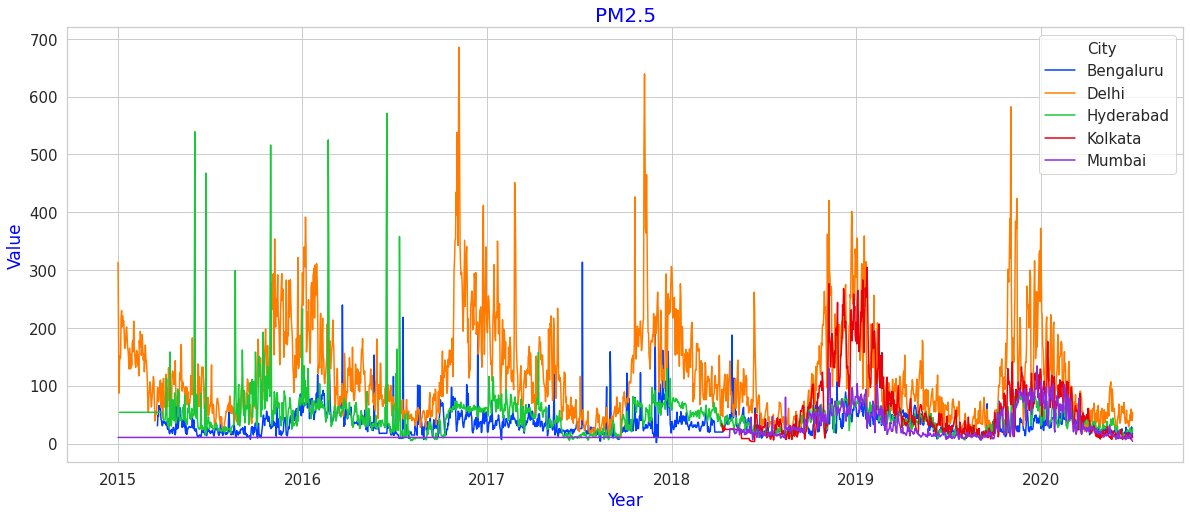 PM2.5
700
600
500
400
300
200
100
0
Value
City
Bengaluru
Delhi
Hyderabad
Kolkata
Mumbai
2015 2016 2017 2018 2019 2020
Year